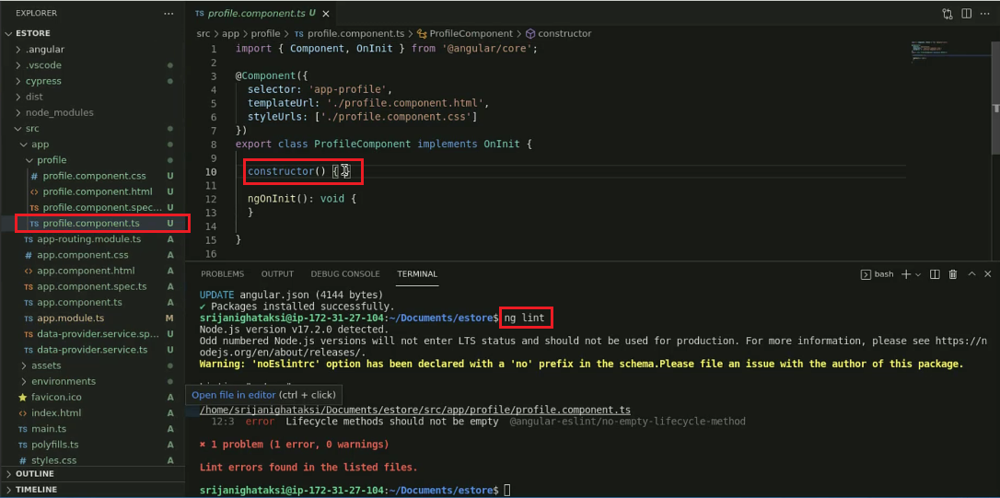 EXPLORER
ESTORE
.angular
.vscode
cypress
dist
node_modules
src
app
profile
# profile.component.css U
<> profile.component.html U
TS profile.component.spec... U
TS profile.component.ts U
TS app-routing.module.ts A
# app.component.css A
<> app.component.html A
TS app.component.spec.ts A
TS app.component.ts A
TS app.module.ts M
TS data-provider.service.sp... A
TS data-provider.service.ts A
assets
environments
favicon.ico A
<> index.html A
TS main.ts A
TS polyfills.ts A
# styles.css A
OUTLINE
TIMELINE
TS profile.component.ts U
src > app > profile > TS profile.component.ts > ProfileComponent > constructor
1 import { Component, OnInit } from '@angular/core';
2
3 @Component({
4 selector: 'app-profile',
5 templateUrl: './profile.component.html',
6 styleUrls: ['./profile.component.css']
7 })
8 export class ProfileComponent implements OnInit {
9
10 constructor() { }
11
12 ngOnInit(): void {
13 }
14
15 }
16
PROBLEMS OUTPUT DEBUG CONSOLE TERMINAL bash
UPDATE angular.json (4144 bytes)
✔ Packages installed successfully.
srijanighataksi@ip-172-31-27-104:~/Documents/estore$ ng lint
Node.js version v17.2.0 detected.
Odd numbered Node.js versions will not enter LTS status and should not be used for production. For more information, please see https://n
odejs.org/en/about/releases/.
Warning: 'noEslintrc' option has been declared with a 'no' prefix in the schema.Please file an issue with the author of this package.
Open file in editor (ctrl + click)
/home/srijanighataksi/Documents/estore/src/app/profile/profile.component.ts
12:3 error Lifecycle methods should not be empty @angular-eslint/no-empty-lifecycle-method
✖ 1 problem (1 error, 0 warnings)
Lint errors found in the listed files.
srijanighataksi@ip-172-31-27-104:~/Documents/estore$